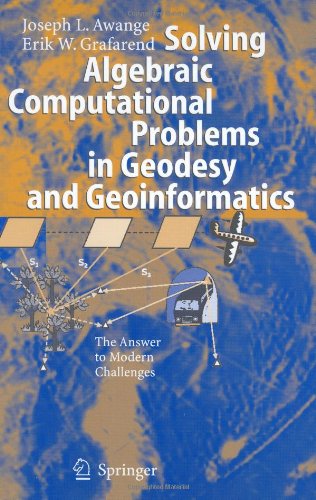 Joseph L. Awange
Erik W. Grafarend
Solving
Algebraic
Computational
Problems
in Geodesy
and Geoinformatics
S₁
S₂
S₃
The Answer
to Modern
Challenges
Springer